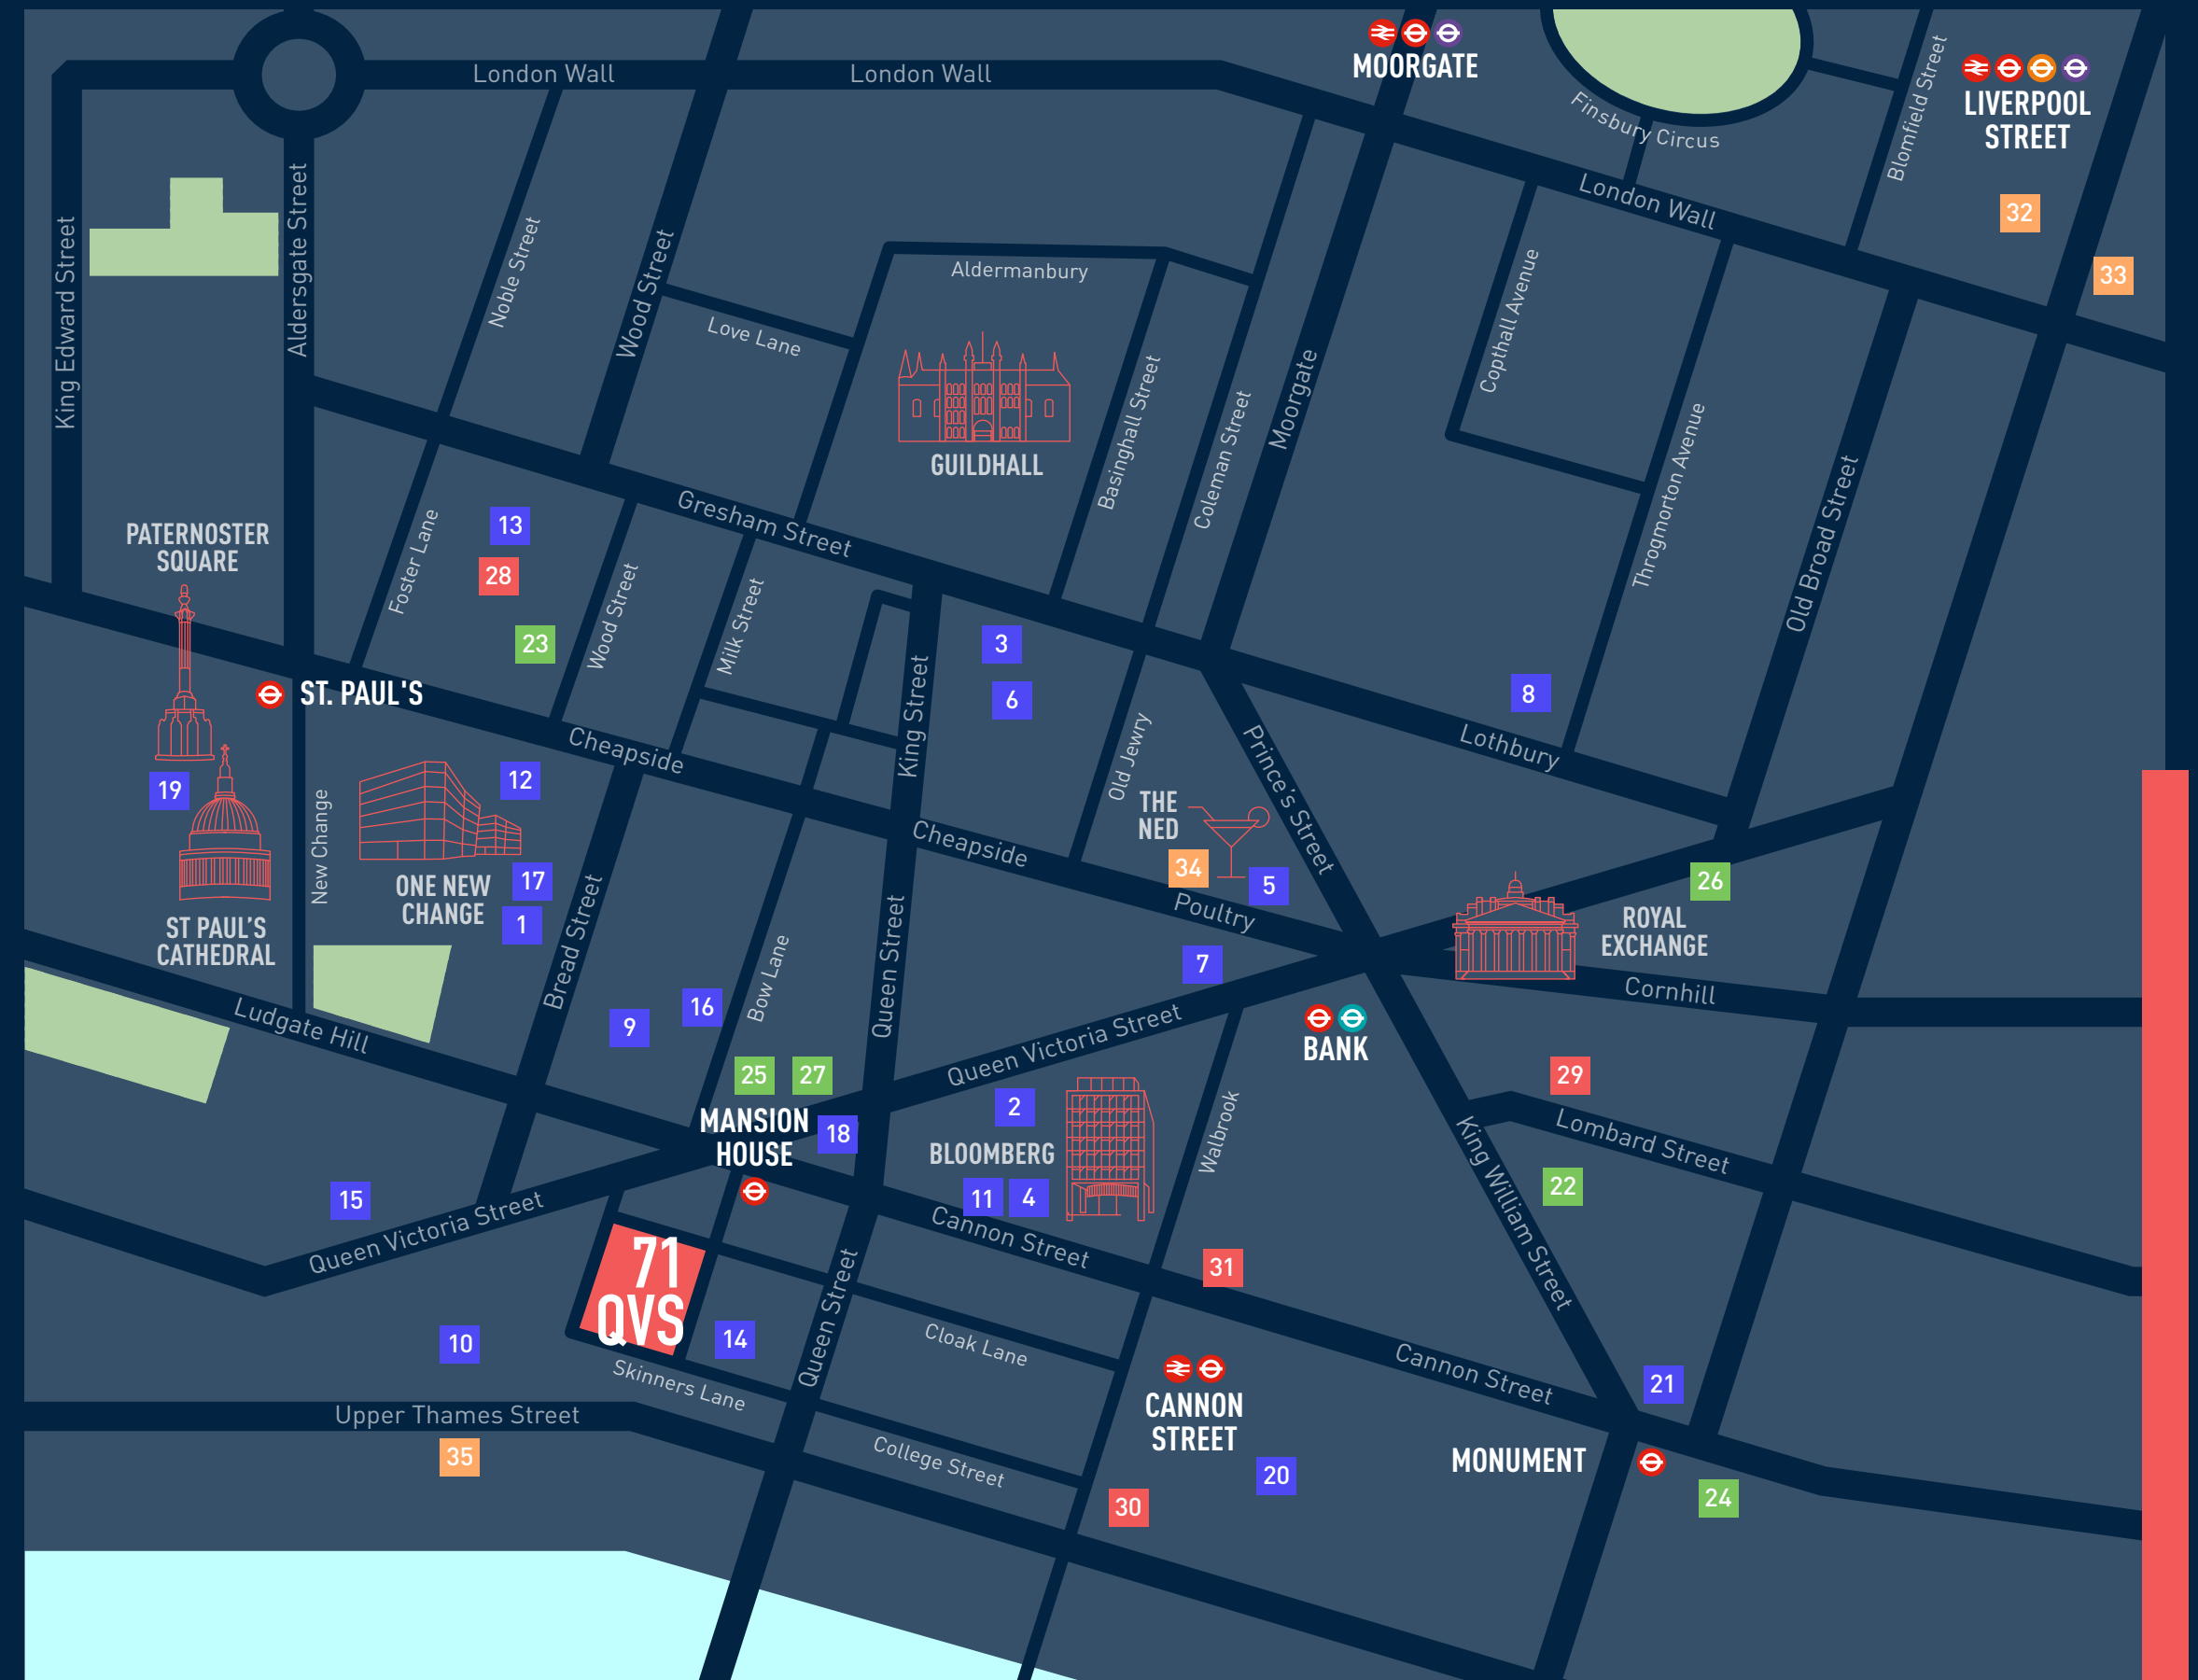 MOORGATE
London Wall
London Wall
Finsbury Circus
Blomfield Street
LIVERPOOL
STREET
London Wall
32
33
King Edward Street
Aldersgate Street
Noble Street
Wood Street
Love Lane
Aldermanbury
GUILDHALL
Basinghall Street
Coleman Street
Moorgate
Copthall Avenue
Throgmorton Avenue
Old Broad Street
Gresham Street
PATERNOSTER
SQUARE
Foster Lane
13
28
23
Wood Street
Milk Street
King Street
3
6
8
Lothbury
ST. PAUL'S
Cheapside
Old Jewry
Prince's Street
THE
NED
34
5
Cheapside
Poultry
19
New Change
12
ONE NEW
CHANGE
17
1
ST PAUL'S
CATHEDRAL
26
ROYAL
EXCHANGE
Cornhill
7
Bread Street
Bow Lane
Queen Street
Ludgate Hill
9
16
25
27
Queen Victoria Street
BANK
29
Lombard Street
MANSION
HOUSE
18
2
BLOOMBERG
11
4
Walbrook
King William Street
22
15
Queen Victoria Street
Cannon Street
31
71
QVS
14
10
Queen Street
Cloak Lane
Skinners Lane
CANNON
STREET
Cannon Street
21
Upper Thames Street
35
College Street
20
30
MONUMENT
24